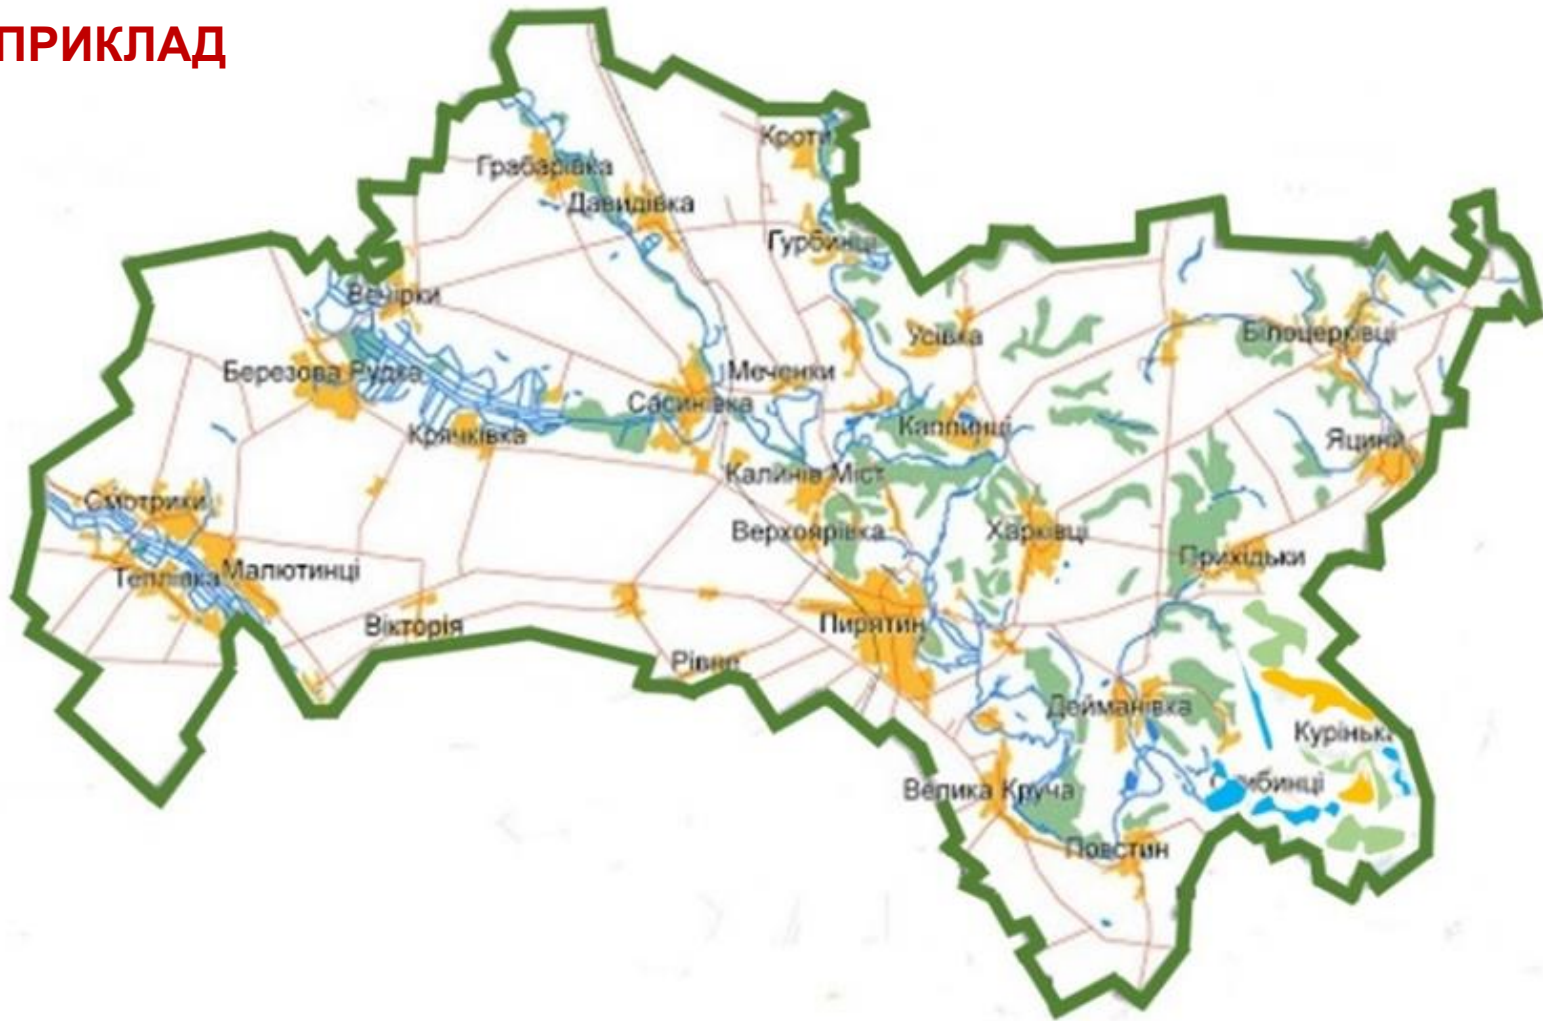 ПРИКЛАД
Кроти
Грабарівка
Давидівка
Гурбинці
Вечірки
Усівка
Білоцерківці
Березова Рудка
Меченки
Сасинівка
Крячківка
Каплинці
Яцини
Калинів Міст
Смотрики
Верхоярівка
Харківці
Прихідьки
Теплівка
Малютинці
Вікторія
Пирятин
Рівне
Дейманівка
Куріньк
Велика Круча
Повстин